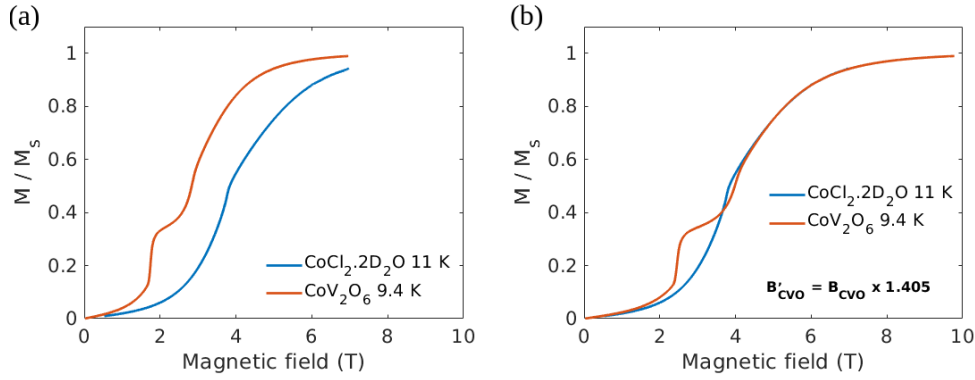 (a)
1
0.8
0.6
0.4
0.2
0
M / Mₛ
CoCl₂.2D₂O 11 K
CoV₂O₆ 9.4 K
0 2 4 6 8 10
Magnetic field (T)
(b)
1
0.8
0.6
0.4
0.2
0
M / Mₛ
CoCl₂.2D₂O 11 K
CoV₂O₆ 9.4 K
B'CVO = BCVO x 1.405
0 2 4 6 8 10
Magnetic field (T)